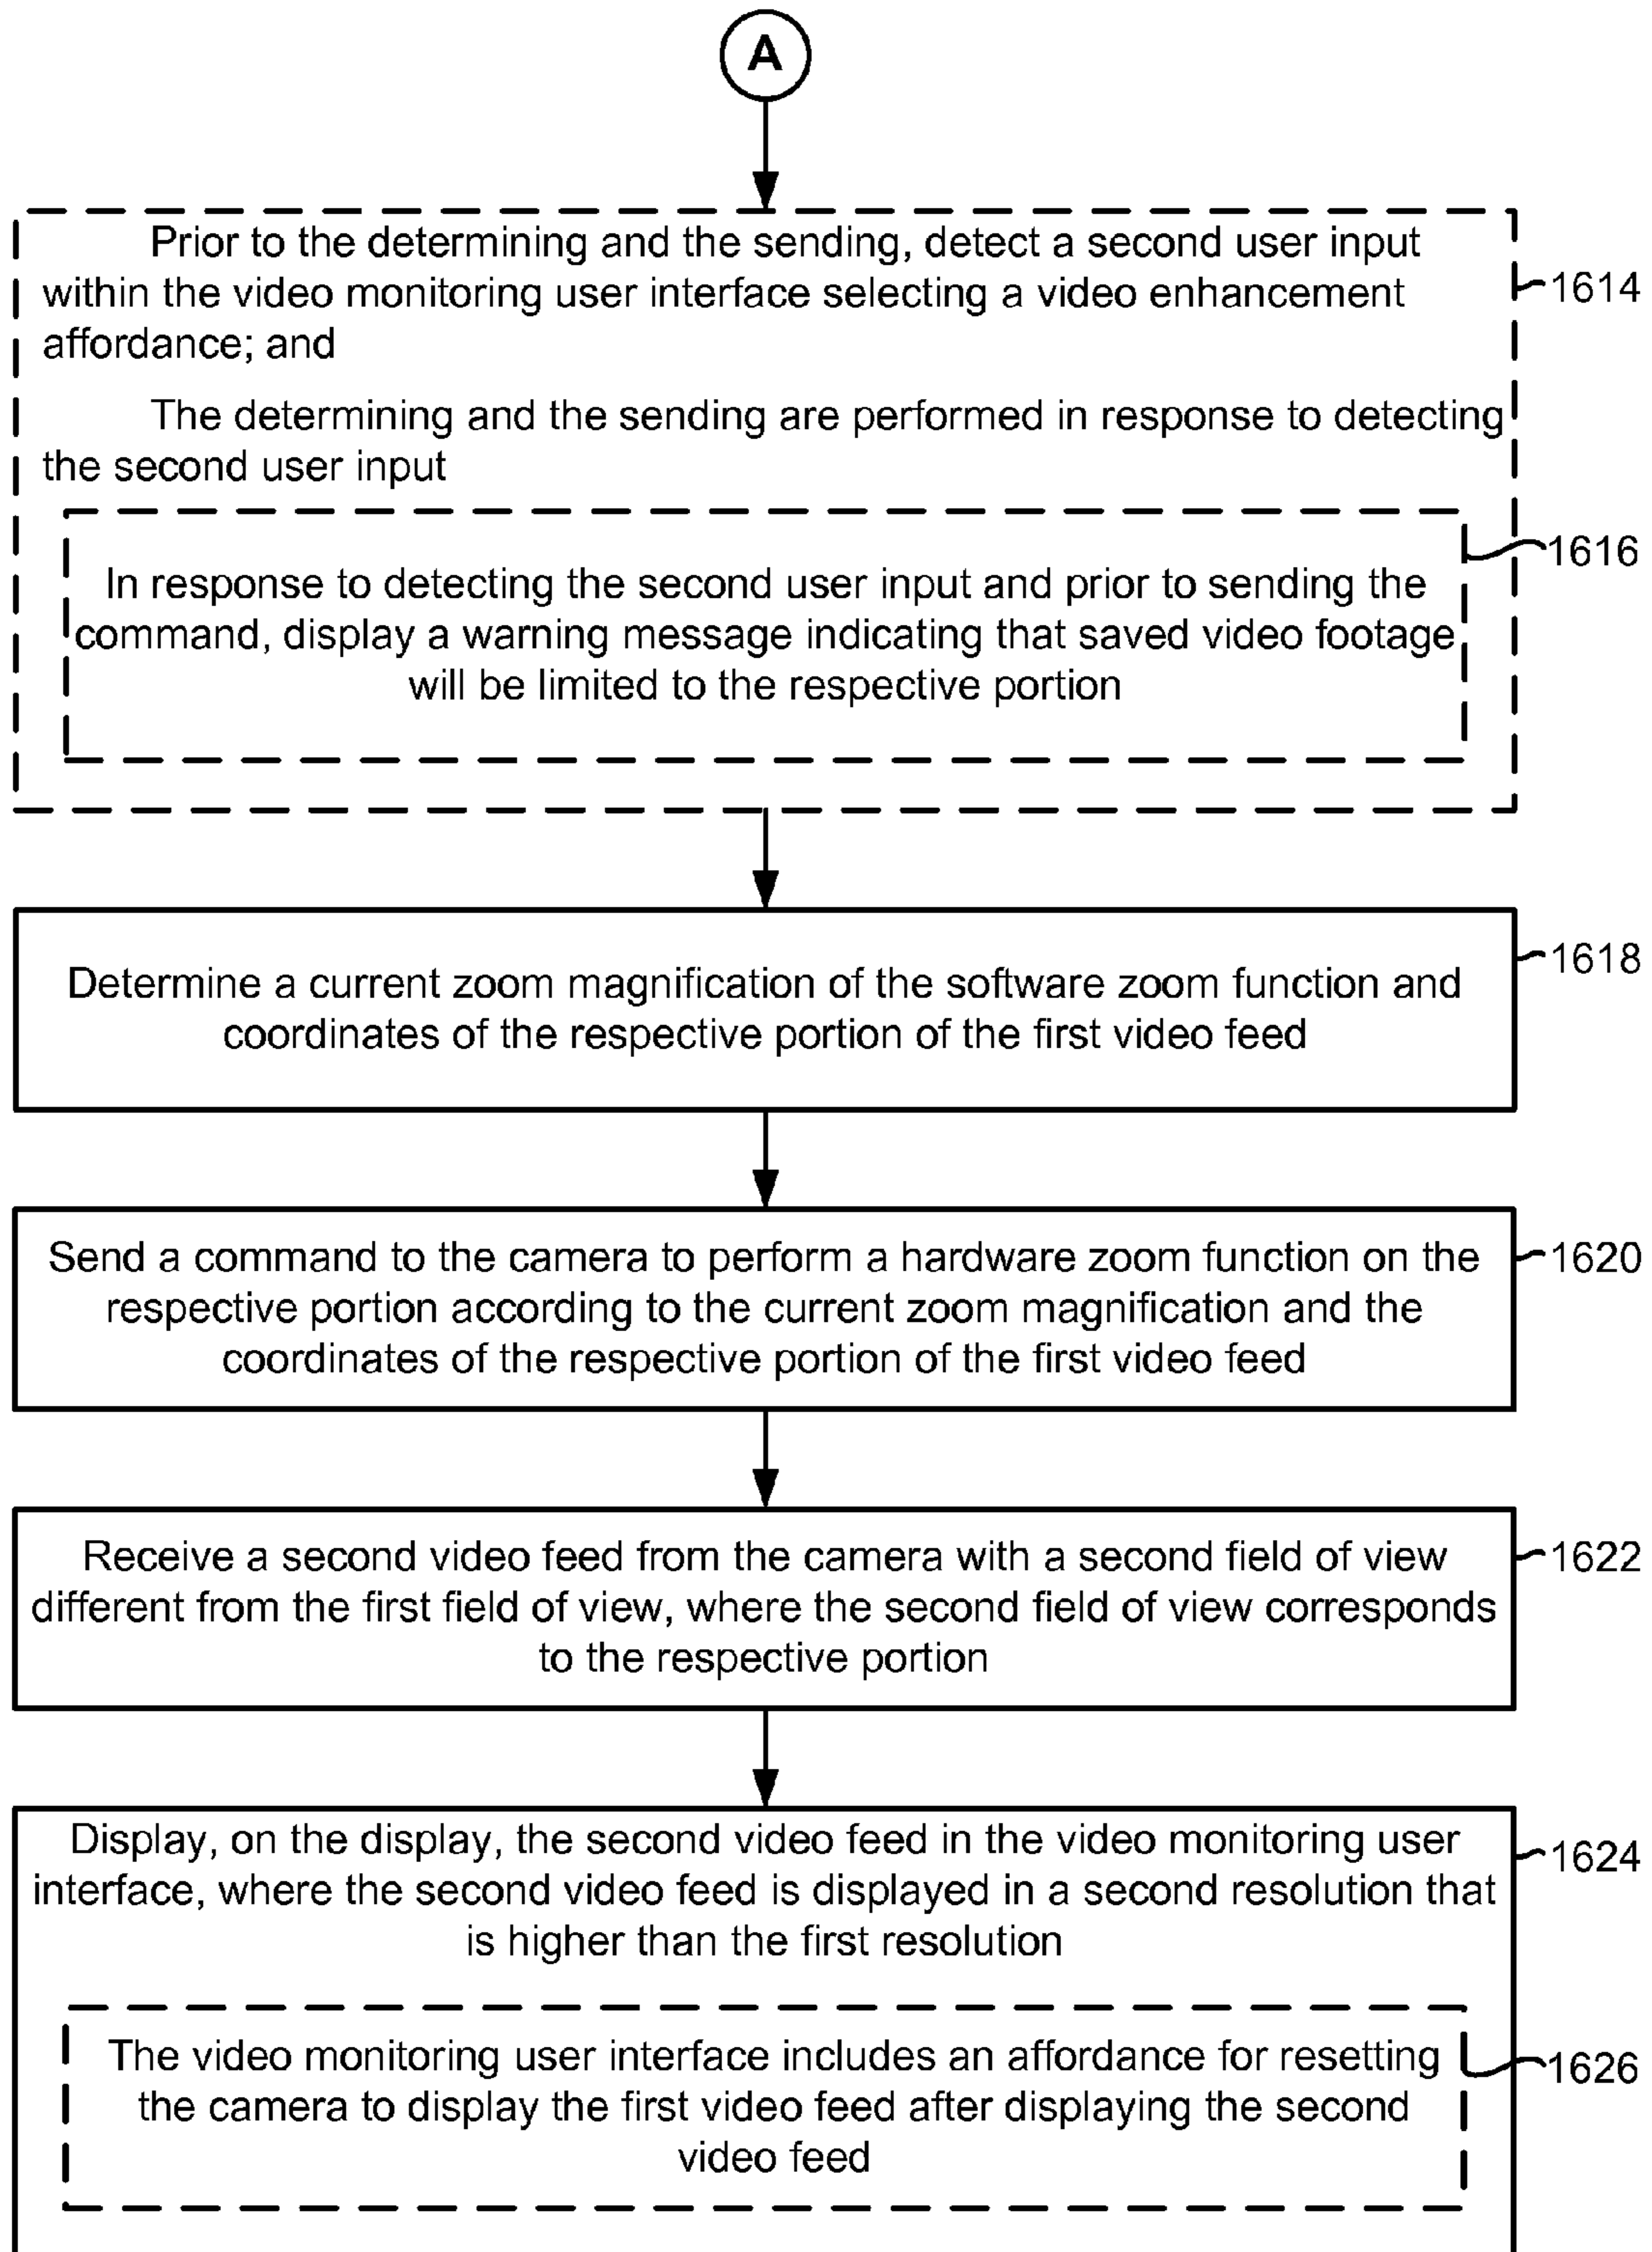 A
Prior to the determining and the sending, detect a second user input
within the video monitoring user interface selecting a video enhancement
affordance; and
The determining and the sending are performed in response to detecting
the second user input
1614
In response to detecting the second user input and prior to sending the
command, display a warning message indicating that saved video footage
will be limited to the respective portion
1616
Determine a current zoom magnification of the software zoom function and
coordinates of the respective portion of the first video feed
1618
Send a command to the camera to perform a hardware zoom function on the
respective portion according to the current zoom magnification and the
coordinates of the respective portion of the first video feed
1620
Receive a second video feed from the camera with a second field of view
different from the first field of view, where the second field of view corresponds
to the respective portion
1622
Display, on the display, the second video feed in the video monitoring user
interface, where the second video feed is displayed in a second resolution that
is higher than the first resolution
1624
The video monitoring user interface includes an affordance for resetting
the camera to display the first video feed after displaying the second
video feed
1626